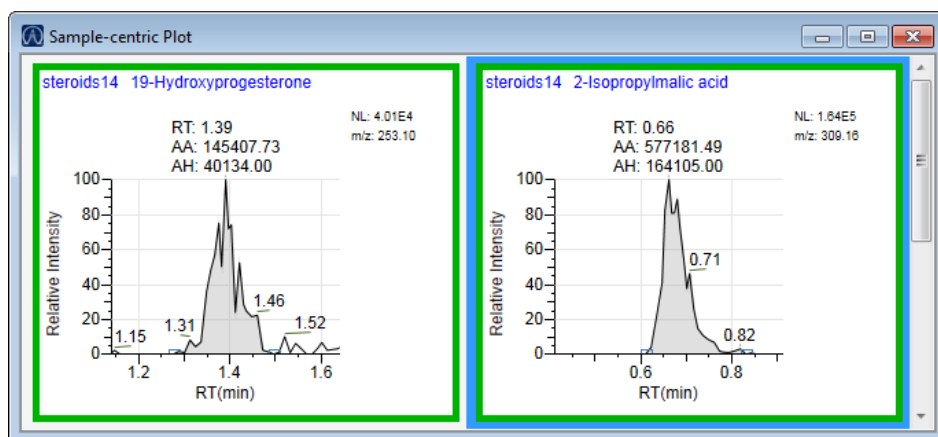 Sample-centric Plot
steroids14 19-Hydroxyprogesterone
NL: 4.01E4
m/z: 253.10
RT: 1.39
AA: 145407.73
AH: 40134.00
100
80
60
40
20
0
Relative Intensity
1.15
1.31
1.46
1.52
1.2 1.4 1.6
RT(min)
steroids14 2-Isopropylmalic acid
NL: 1.64E5
m/z: 309.16
RT: 0.66
AA: 577181.49
AH: 164105.00
100
80
60
40
20
0
Relative Intensity
0.71
0.82
0.6 0.8
RT(min)